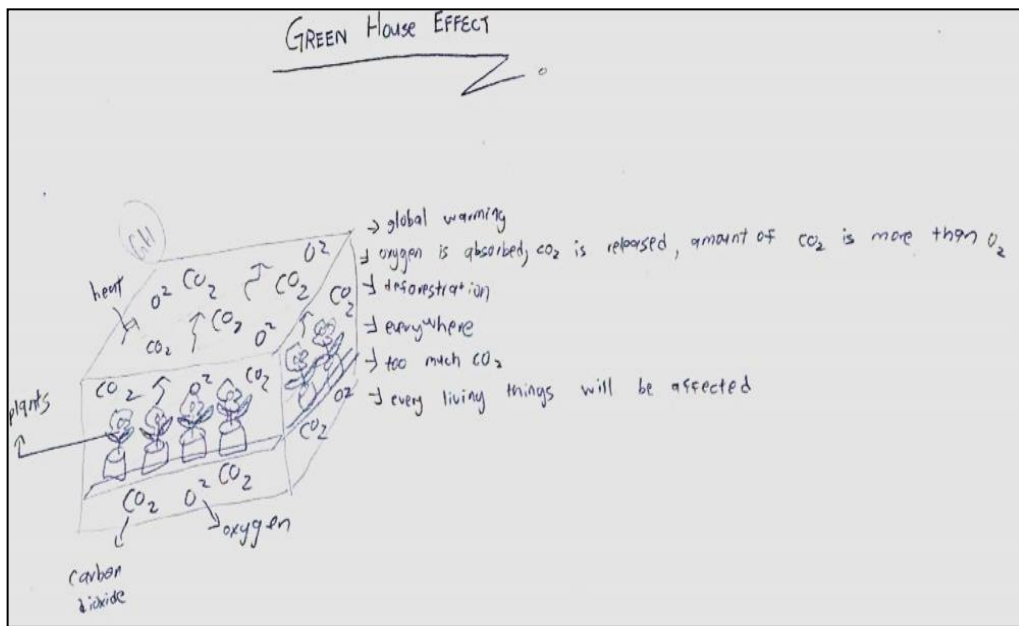 GREEN HOUSE EFFECT
→ global warming
→ oxygen is absorbed, CO2 is released, amount of CO2 is more than O2
→ deforestration
→ everywhere
→ too much CO2
→ every living things will be affected
heat
O² CO2 CO2 O²
CO2 CO2 O² CO2
plants
CO2 O² CO2
O²
CO2
CO2 O² CO2
oxygen
carbon
dioxide